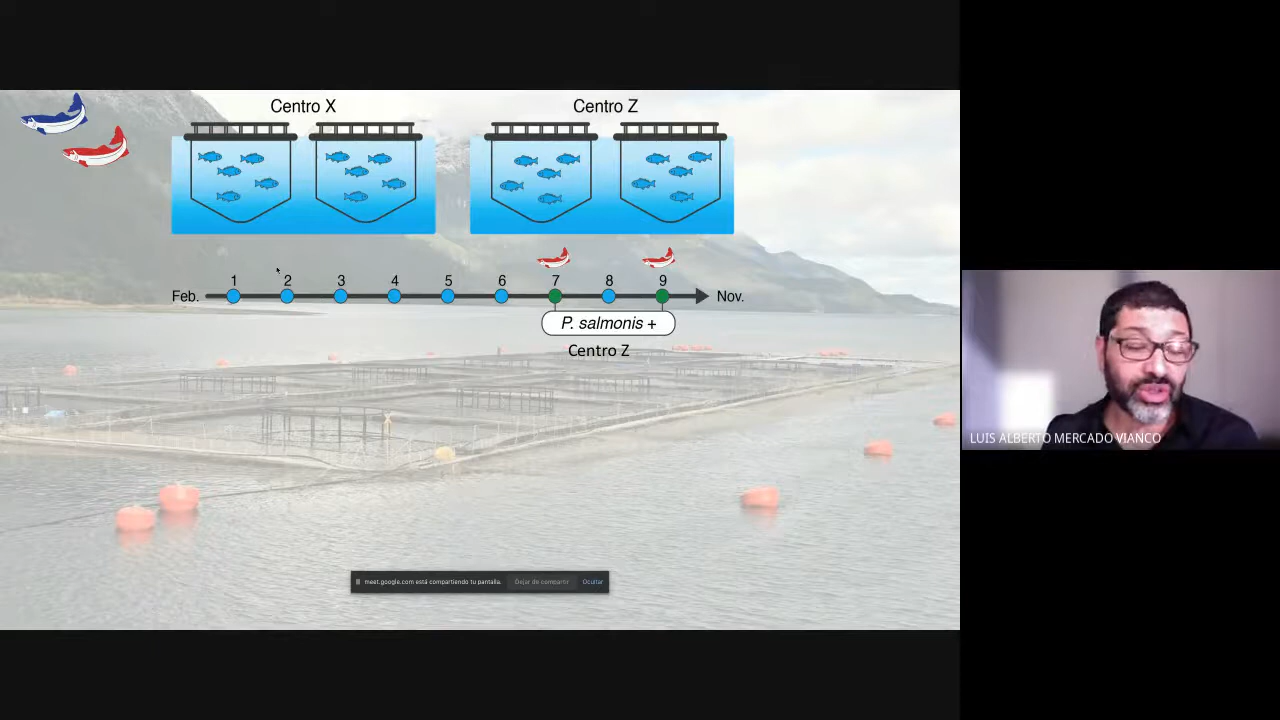 Centro X
Centro Z
1 2 3 4 5 6 7 8 9
Feb. Nov.
P. salmonis +
Centro Z
LUIS ALBERTO MERCADO VIANCO
meet.google.com está compartiendo tu pantalla. Dejar de compartir Ocultar